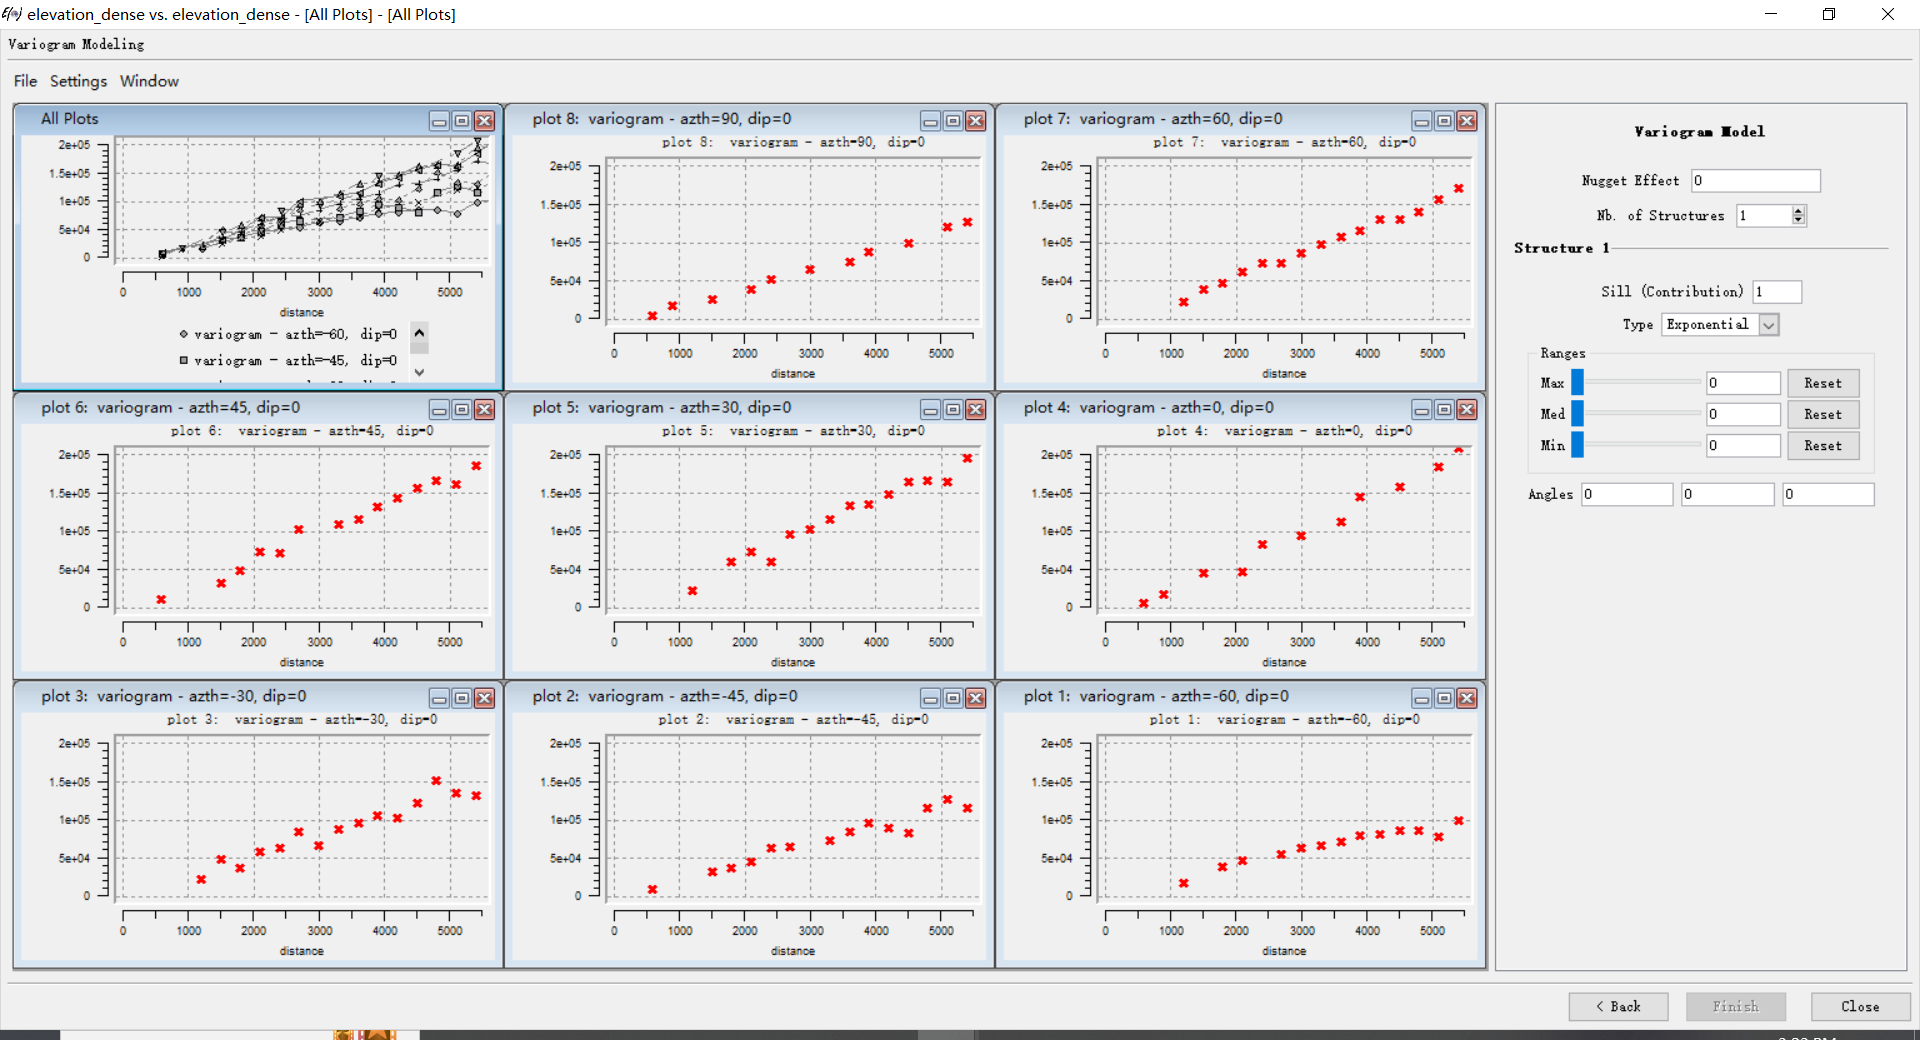 elevation_dense vs. elevation_dense - [All Plots] - [All Plots]
Variogram Modeling
File Settings Window
All Plots
2e+05
1.5e+05
1e+05
5e+04
0
0 1000 2000 3000 4000 5000
distance
variogram - azth=-60, dip=0
variogram - azth=-45, dip=0
plot 8: variogram - azth=90, dip=0
plot 8: variogram - azth=90, dip=0
2e+05
1.5e+05
1e+05
5e+04
0
0 1000 2000 3000 4000 5000
distance
plot 7: variogram - azth=60, dip=0
plot 7: variogram - azth=60, dip=0
2e+05
1.5e+05
1e+05
5e+04
0
0 1000 2000 3000 4000 5000
distance
plot 6: variogram - azth=45, dip=0
plot 6: variogram - azth=45, dip=0
2e+05
1.5e+05
1e+05
5e+04
0
0 1000 2000 3000 4000 5000
distance
plot 5: variogram - azth=30, dip=0
plot 5: variogram - azth=30, dip=0
2e+05
1.5e+05
1e+05
5e+04
0
0 1000 2000 3000 4000 5000
distance
plot 4: variogram - azth=0, dip=0
plot 4: variogram - azth=0, dip=0
2e+05
1.5e+05
1e+05
5e+04
0
0 1000 2000 3000 4000 5000
distance
plot 3: variogram - azth=-30, dip=0
plot 3: variogram - azth=-30, dip=0
2e+05
1.5e+05
1e+05
5e+04
0
0 1000 2000 3000 4000 5000
distance
plot 2: variogram - azth=-45, dip=0
plot 2: variogram - azth=-45, dip=0
2e+05
1.5e+05
1e+05
5e+04
0
0 1000 2000 3000 4000 5000
distance
plot 1: variogram - azth=-60, dip=0
plot 1: variogram - azth=-60, dip=0
2e+05
1.5e+05
1e+05
5e+04
0
0 1000 2000 3000 4000 5000
distance
Variogram Model
Nugget Effect 0
Nb. of Structures 1
Structure 1
Sill (Contribution) 1
Type Exponential
Ranges
Max 0 Reset
Med 0 Reset
Min 0 Reset
Angles 0 0 0
< Back Finish Close